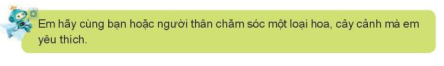 Em hãy cùng bạn hoặc người thân chăm sóc một loại hoa, cây cảnh mà em
yêu thích.